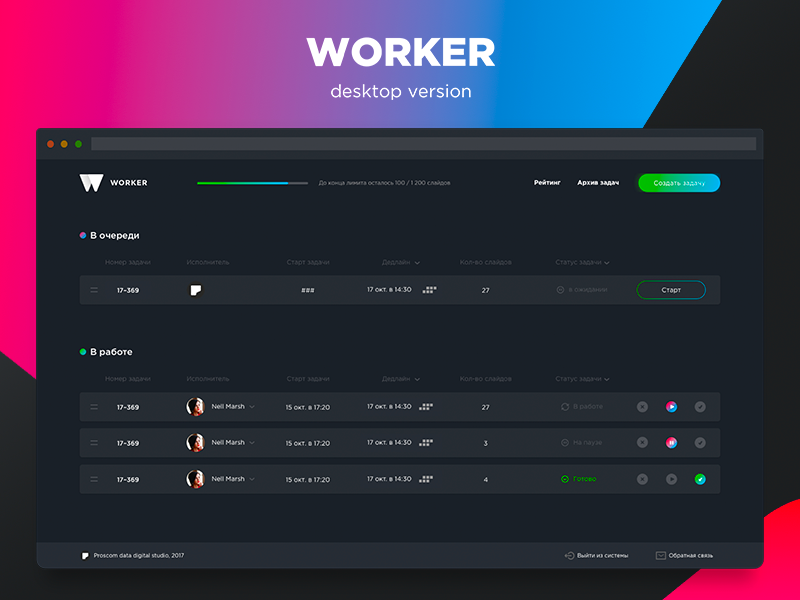 WORKER
desktop version
WORKER
До конца лимита осталось 100 / 1 200 слайдов
Рейтинг
Архив задач
Создать задачу
В очереди
Номер задачи Исполнитель Старт задачи Дедлайн Кол-во слайдов Статус задачи
17-369 ### 17 окт. в 14:30 27 в ожидании Старт
В работе
Номер задачи Исполнитель Старт задачи Дедлайн Кол-во слайдов Статус задачи
17-369 Nell Marsh 15 окт. в 17:20 17 окт. в 14:30 27 В работе
17-369 Nell Marsh 15 окт. в 17:20 17 окт. в 14:30 3 На паузе
17-369 Nell Marsh 15 окт. в 17:20 17 окт. в 14:30 4 Готово
Proscom data digital studio, 2017
Выйти из системы
Обратная связь